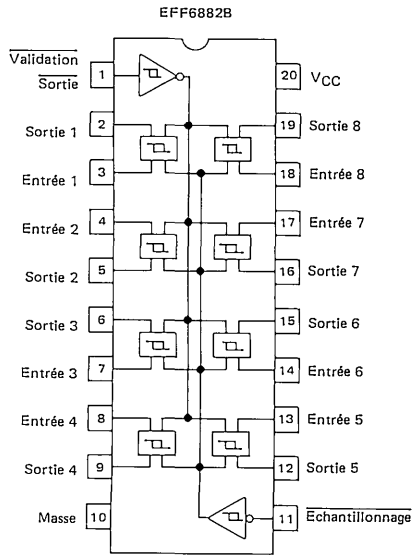 EFF6882B
Validation
Sortie
1
20
VCC
Sortie 1
2
19
Sortie 8
Entrée 1
3
18
Entrée 8
Entrée 2
4
17
Entrée 7
Sortie 2
5
16
Sortie 7
Sortie 3
6
15
Sortie 6
Entrée 3
7
14
Entrée 6
Entrée 4
8
13
Entrée 5
Sortie 4
9
12
Sortie 5
Masse
10
11
Echantillonnage